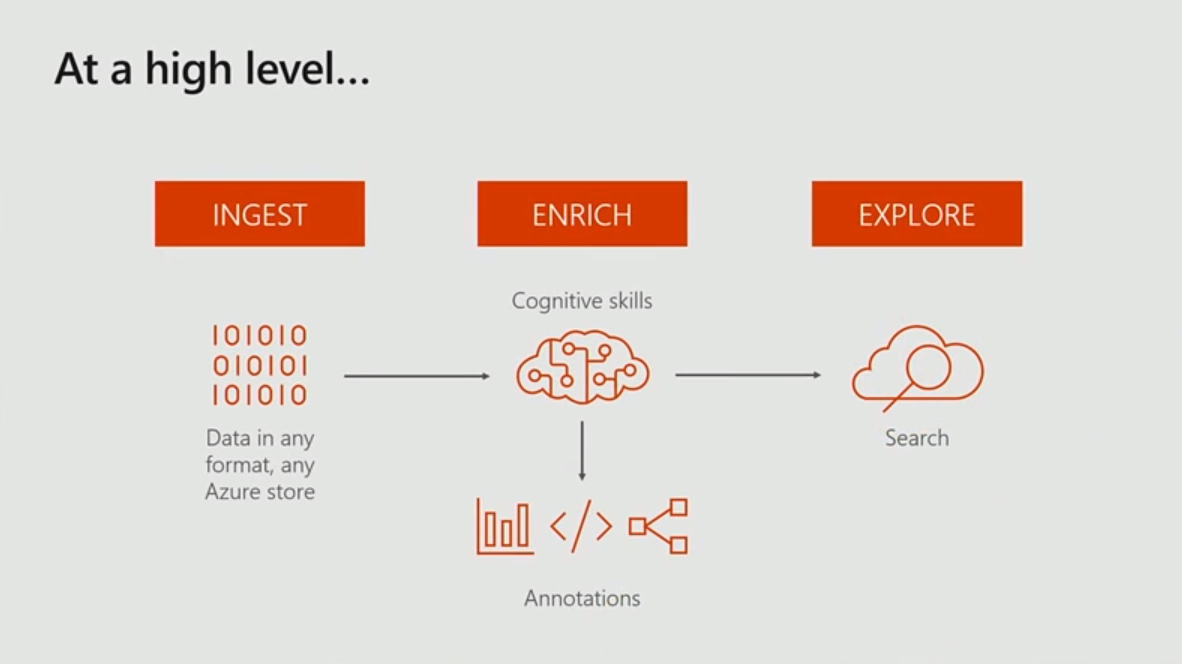 At a high level...
INGEST
ENRICH
EXPLORE
Cognitive skills
101010
010101
101010
Data in any
format, any
Azure store
Search
</>
Annotations